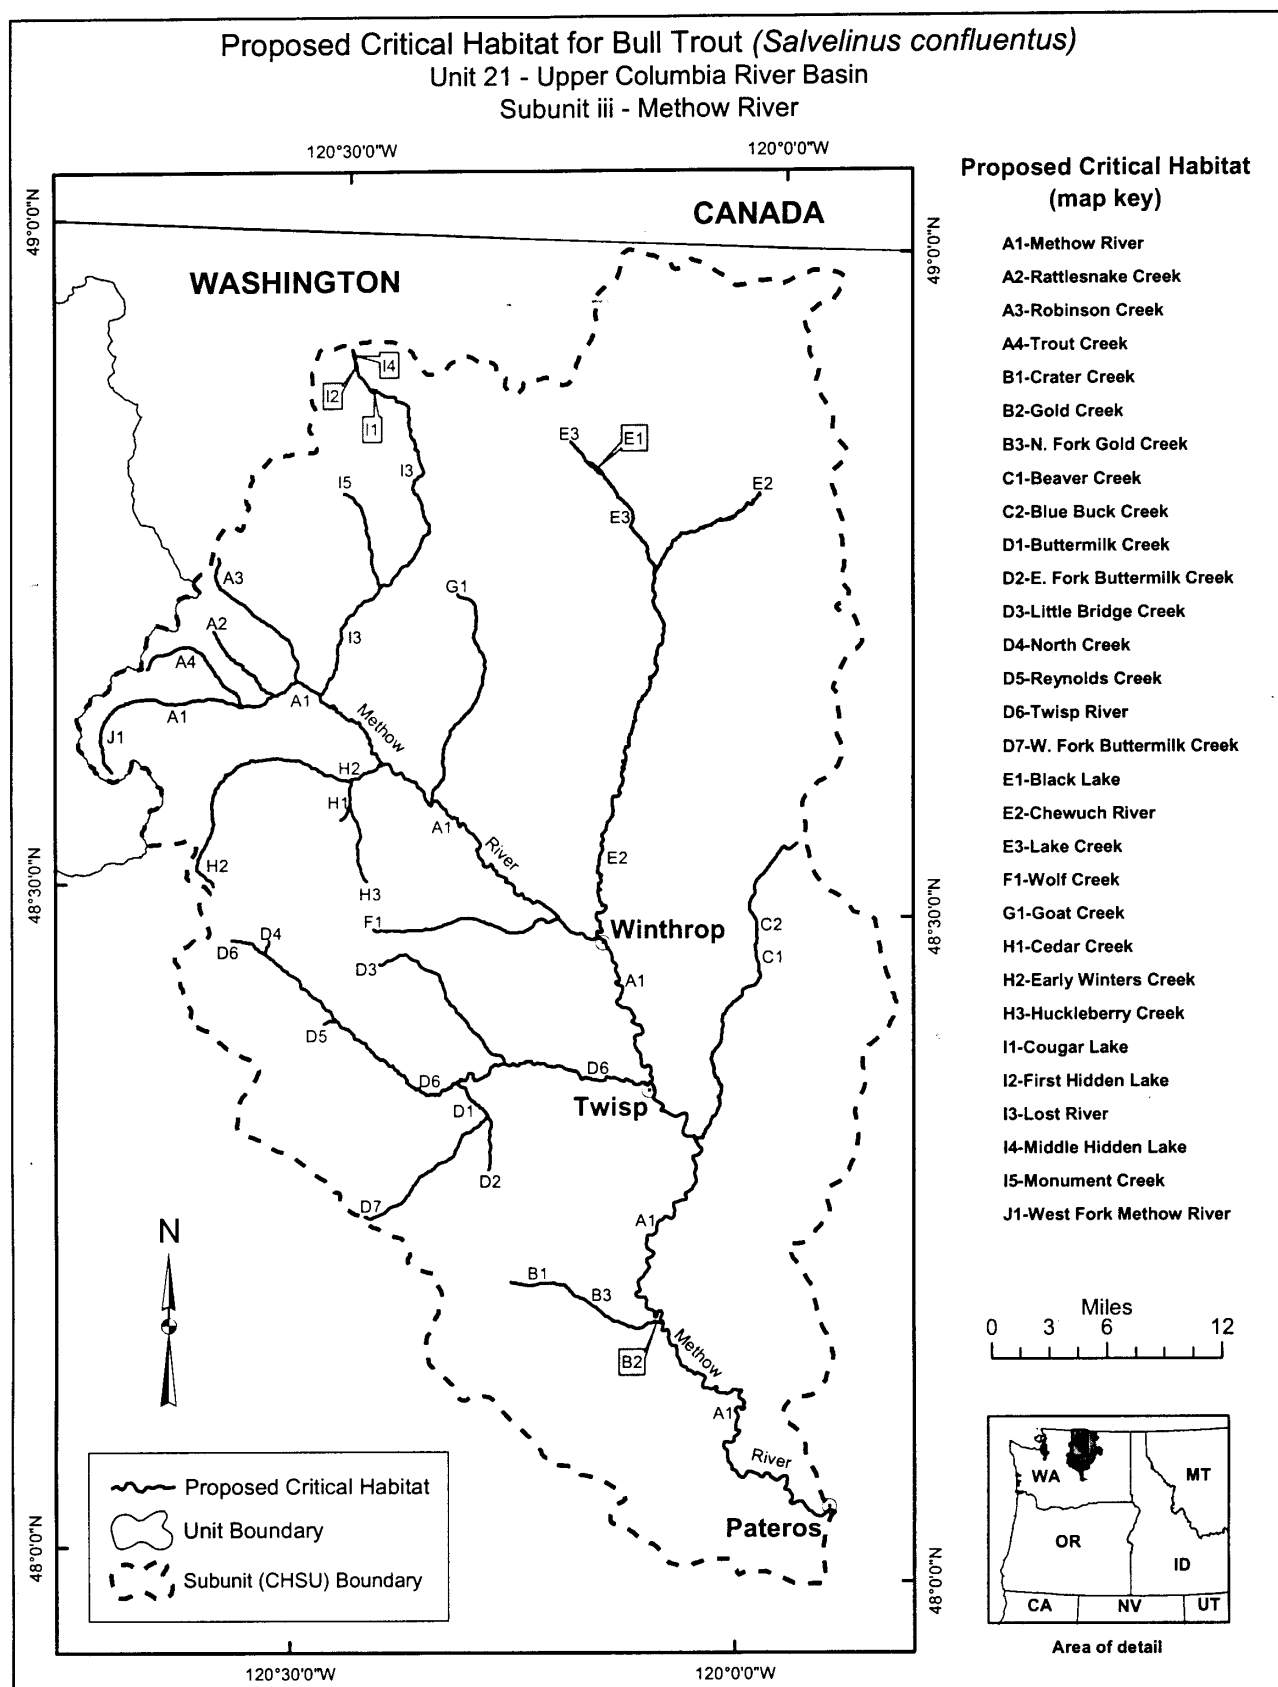 Proposed Critical Habitat for Bull Trout (Salvelinus confluentus)
Unit 21 - Upper Columbia River Basin
Subunit iii - Methow River
120°30'0"W
120°0'0"W
49°0'0"N
49°0'0"N
CANADA
WASHINGTON
I4
I2
I1
E3
E1
I3
I5
E2
E3
A3
G1
A2
I3
A4
A1
A1
Methow
J1
H2
H1
A1
River
E2
H2
H3
48°30'0"N
48°30'0"N
F1
Winthrop
C2
D4
D6
D3
C1
A1
D5
D6
D6
Twisp
D1
D2
D7
A1
N
B1
B3
B2
Methow
A1
River
Pateros
48°0'0"N
48°0'0"N
Proposed Critical Habitat
Unit Boundary
Subunit (CHSU) Boundary
120°30'0"W
120°0'0"W
Proposed Critical Habitat
(map key)
A1-Methow River
A2-Rattlesnake Creek
A3-Robinson Creek
A4-Trout Creek
B1-Crater Creek
B2-Gold Creek
B3-N. Fork Gold Creek
C1-Beaver Creek
C2-Blue Buck Creek
D1-Buttermilk Creek
D2-E. Fork Buttermilk Creek
D3-Little Bridge Creek
D4-North Creek
D5-Reynolds Creek
D6-Twisp River
D7-W. Fork Buttermilk Creek
E1-Black Lake
E2-Chewuch River
E3-Lake Creek
F1-Wolf Creek
G1-Goat Creek
H1-Cedar Creek
H2-Early Winters Creek
H3-Huckleberry Creek
I1-Cougar Lake
I2-First Hidden Lake
I3-Lost River
I4-Middle Hidden Lake
I5-Monument Creek
J1-West Fork Methow River
Miles
0 3 6 12
WA
MT
OR
ID
CA
NV
UT
Area of detail